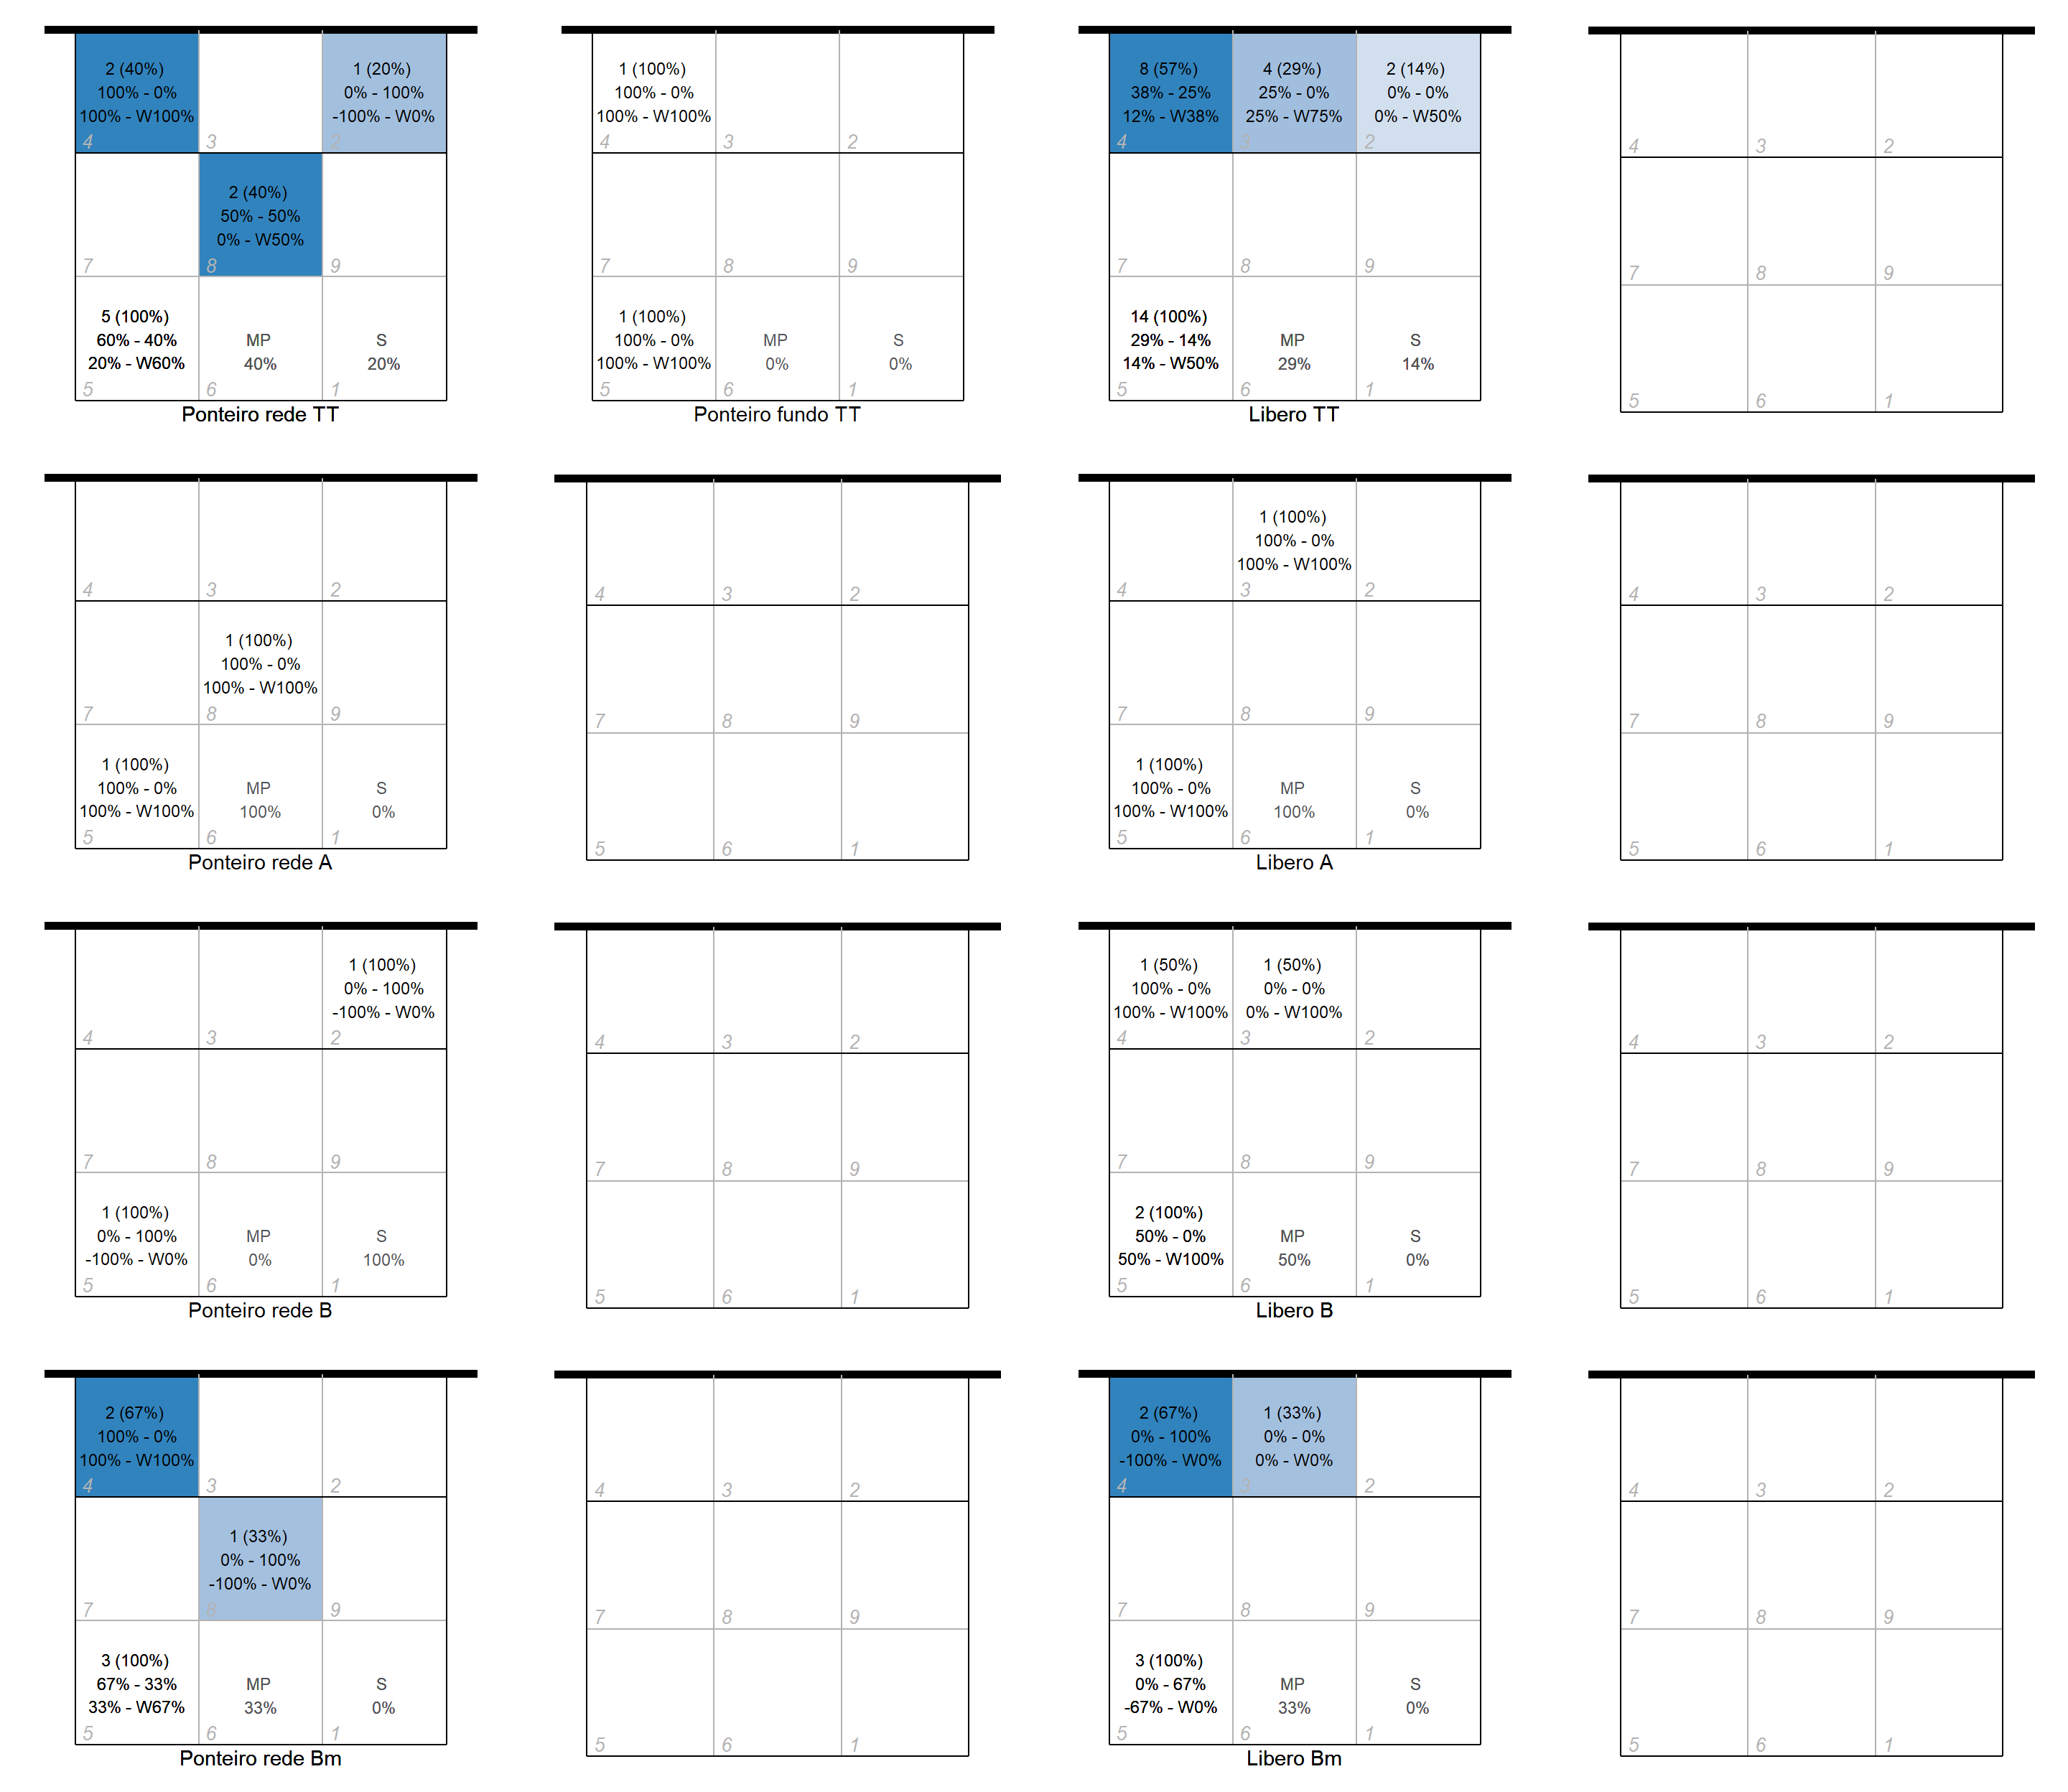 2 (40%)
100% - 0%
100% - W100%
4
3
1 (20%)
0% - 100%
-100% - W0%
2
7
2 (40%)
50% - 50%
0% - W50%
8
9
5 (100%)
60% - 40%
20% - W60%
5
MP
40%
6
S
20%
1
Ponteiro rede TT
1 (100%)
100% - 0%
100% - W100%
4
3
2
7
8
9
1 (100%)
100% - 0%
100% - W100%
5
MP
0%
6
S
0%
1
Ponteiro fundo TT
8 (57%)
38% - 25%
12% - W38%
4
4 (29%)
25% - 0%
25% - W75%
3
2 (14%)
0% - 0%
0% - W50%
2
7
8
9
14 (100%)
29% - 14%
14% - W50%
5
MP
29%
6
S
14%
1
Libero TT
4
3
2
7
8
9
5
6
1
4
3
2
7
1 (100%)
100% - 0%
100% - W100%
8
9
1 (100%)
100% - 0%
100% - W100%
5
MP
100%
6
S
0%
1
Ponteiro rede A
4
3
2
7
8
9
5
6
1
4
1 (100%)
100% - 0%
100% - W100%
3
2
7
8
9
1 (100%)
100% - 0%
100% - W100%
5
MP
100%
6
S
0%
1
Libero A
4
3
2
7
8
9
5
6
1
4
3
1 (100%)
0% - 100%
-100% - W0%
2
7
8
9
1 (100%)
0% - 100%
-100% - W0%
5
MP
0%
6
S
100%
1
Ponteiro rede B
4
3
2
7
8
9
5
6
1
1 (50%)
100% - 0%
100% - W100%
4
1 (50%)
0% - 0%
0% - W100%
3
2
7
8
9
2 (100%)
50% - 0%
50% - W100%
5
MP
50%
6
S
0%
1
Libero B
4
3
2
7
8
9
5
6
1
2 (67%)
100% - 0%
100% - W100%
4
3
2
7
1 (33%)
0% - 100%
-100% - W0%
8
9
3 (100%)
67% - 33%
33% - W67%
5
MP
33%
6
S
0%
1
Ponteiro rede Bm
4
3
2
7
8
9
5
6
1
2 (67%)
0% - 100%
-100% - W0%
4
1 (33%)
0% - 0%
0% - W0%
3
2
7
8
9
3 (100%)
0% - 67%
-67% - W0%
5
MP
33%
6
S
0%
1
Libero Bm
4
3
2
7
8
9
5
6
1